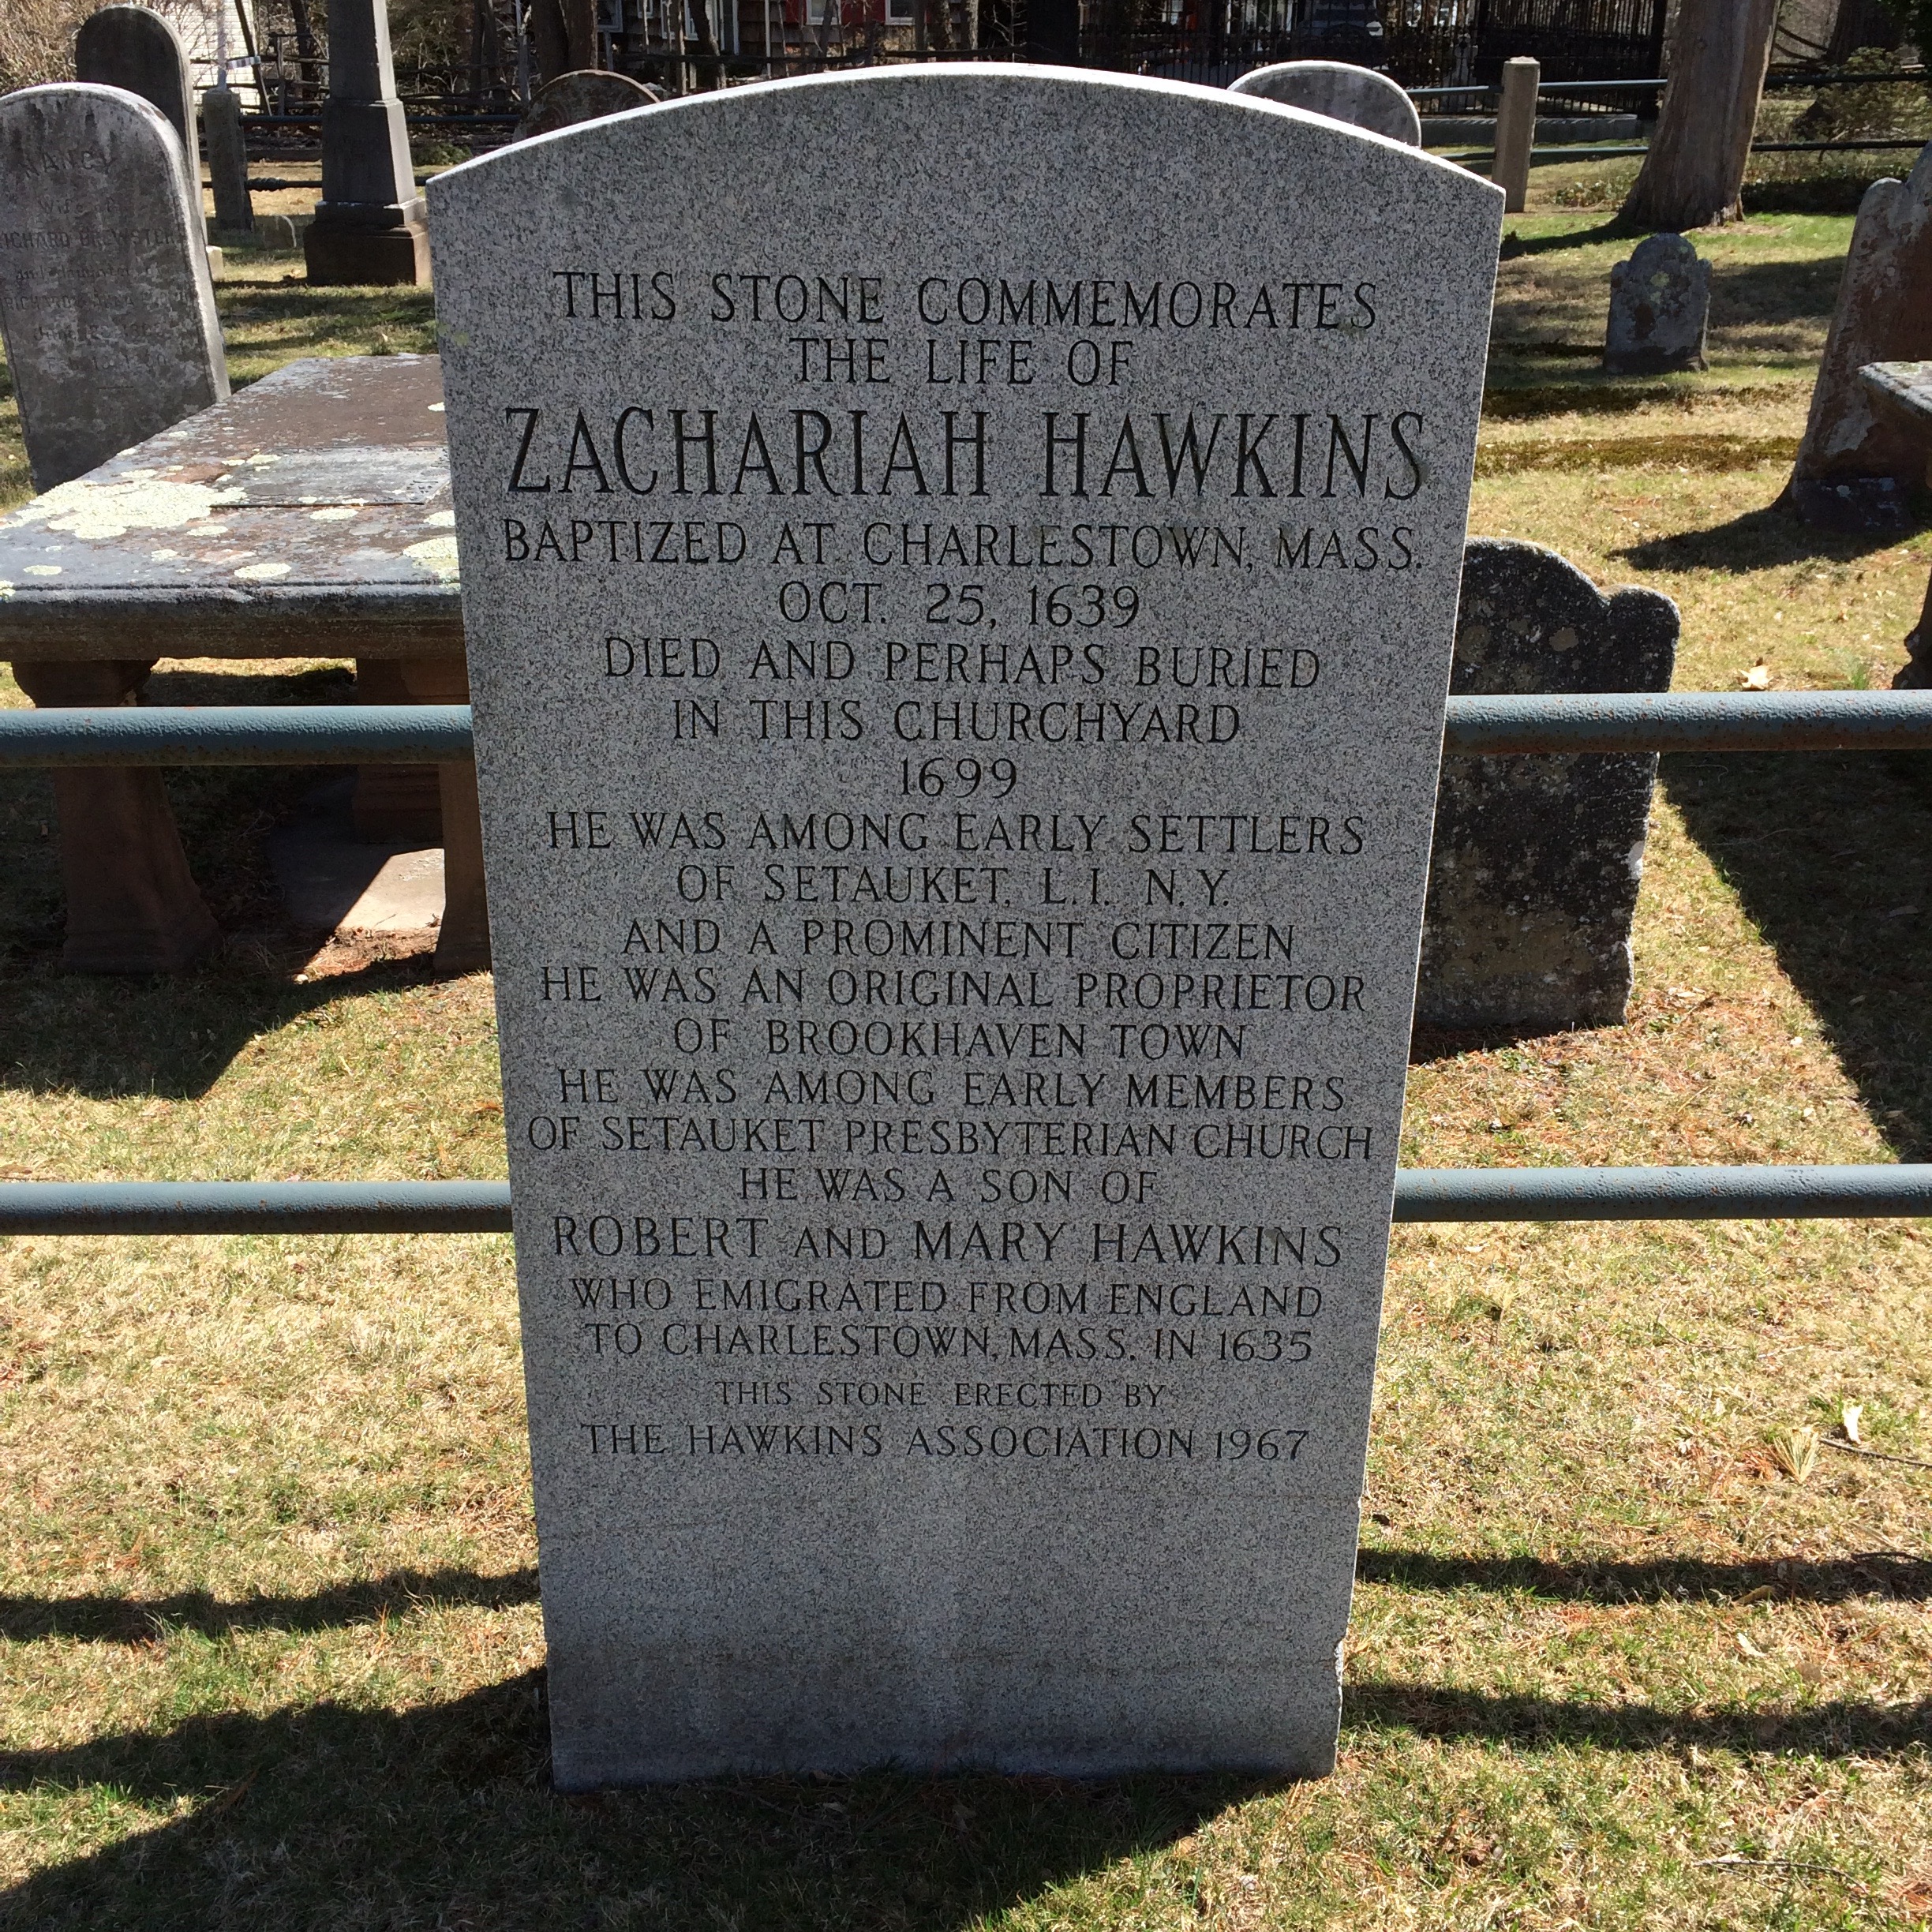 THIS STONE COMMEMORATES
THE LIFE OF
ZACHARIAH HAWKINS
BAPTIZED AT CHARLESTOWN, MASS.
OCT. 25, 1639
DIED AND PERHAPS BURIED
IN THIS CHURCHYARD
1699
HE WAS AMONG EARLY SETTLERS
OF SETAUKET, L.I. N.Y.
AND A PROMINENT CITIZEN
HE WAS AN ORIGINAL PROPRIETOR
OF BROOKHAVEN TOWN
HE WAS AMONG EARLY MEMBERS
OF SETAUKET PRESBYTERIAN CHURCH
HE WAS A SON OF
ROBERT AND MARY HAWKINS
WHO EMIGRATED FROM ENGLAND
TO CHARLESTOWN, MASS. IN 1635
THIS STONE ERECTED BY
THE HAWKINS ASSOCIATION 1967
NANCY